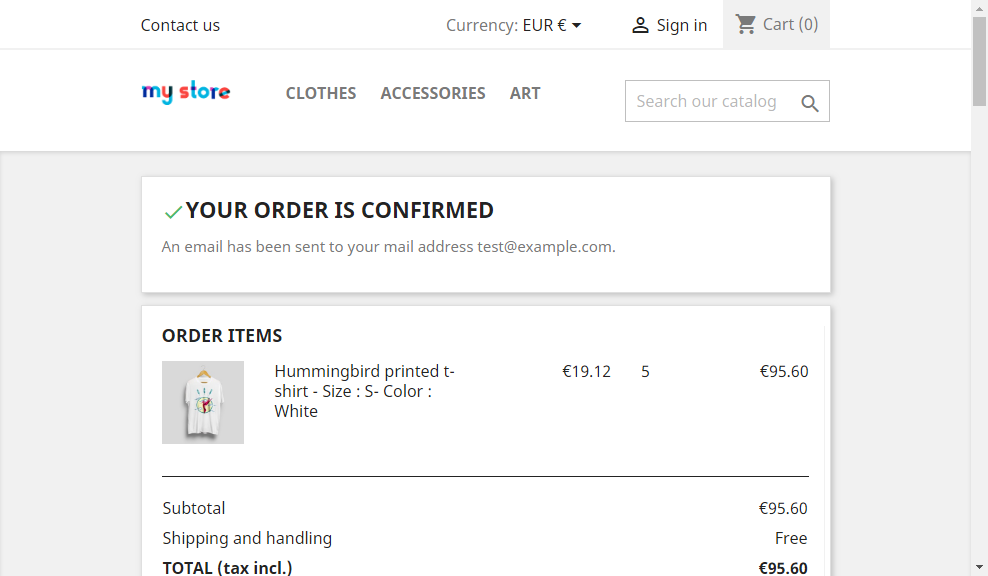 Contact us
Currency: EUR €
Sign in
Cart (0)
my store
CLOTHES
ACCESSORIES
ART
Search our catalog
YOUR ORDER IS CONFIRMED
An email has been sent to your mail address test@example.com.
ORDER ITEMS
Hummingbird printed t-
shirt - Size : S- Color :
White
€19.12
5
€95.60
Subtotal
€95.60
Shipping and handling
Free
TOTAL (tax incl.)
€95.60